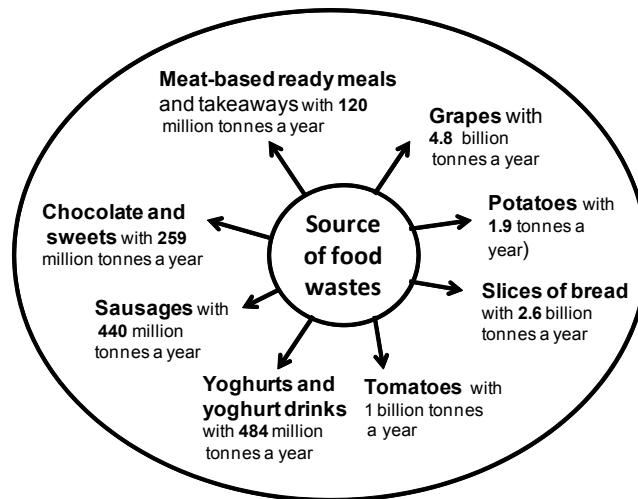 Meat-based ready meals
and takeaways with 120
million tonnes a year
Grapes with
4.8 billion
tonnes a year
Chocolate and
sweets with 259
million tonnes a year
Source
of food
wastes
Potatoes with
1.9 tonnes a
year)
Sausages with
440 million
tonnes a year
Slices of bread
with 2.6 billion
tonnes a year
Yoghurts and
yoghurt drinks
with 484 million
tonnes a year
Tomatoes with
1 billion tonnes
a year